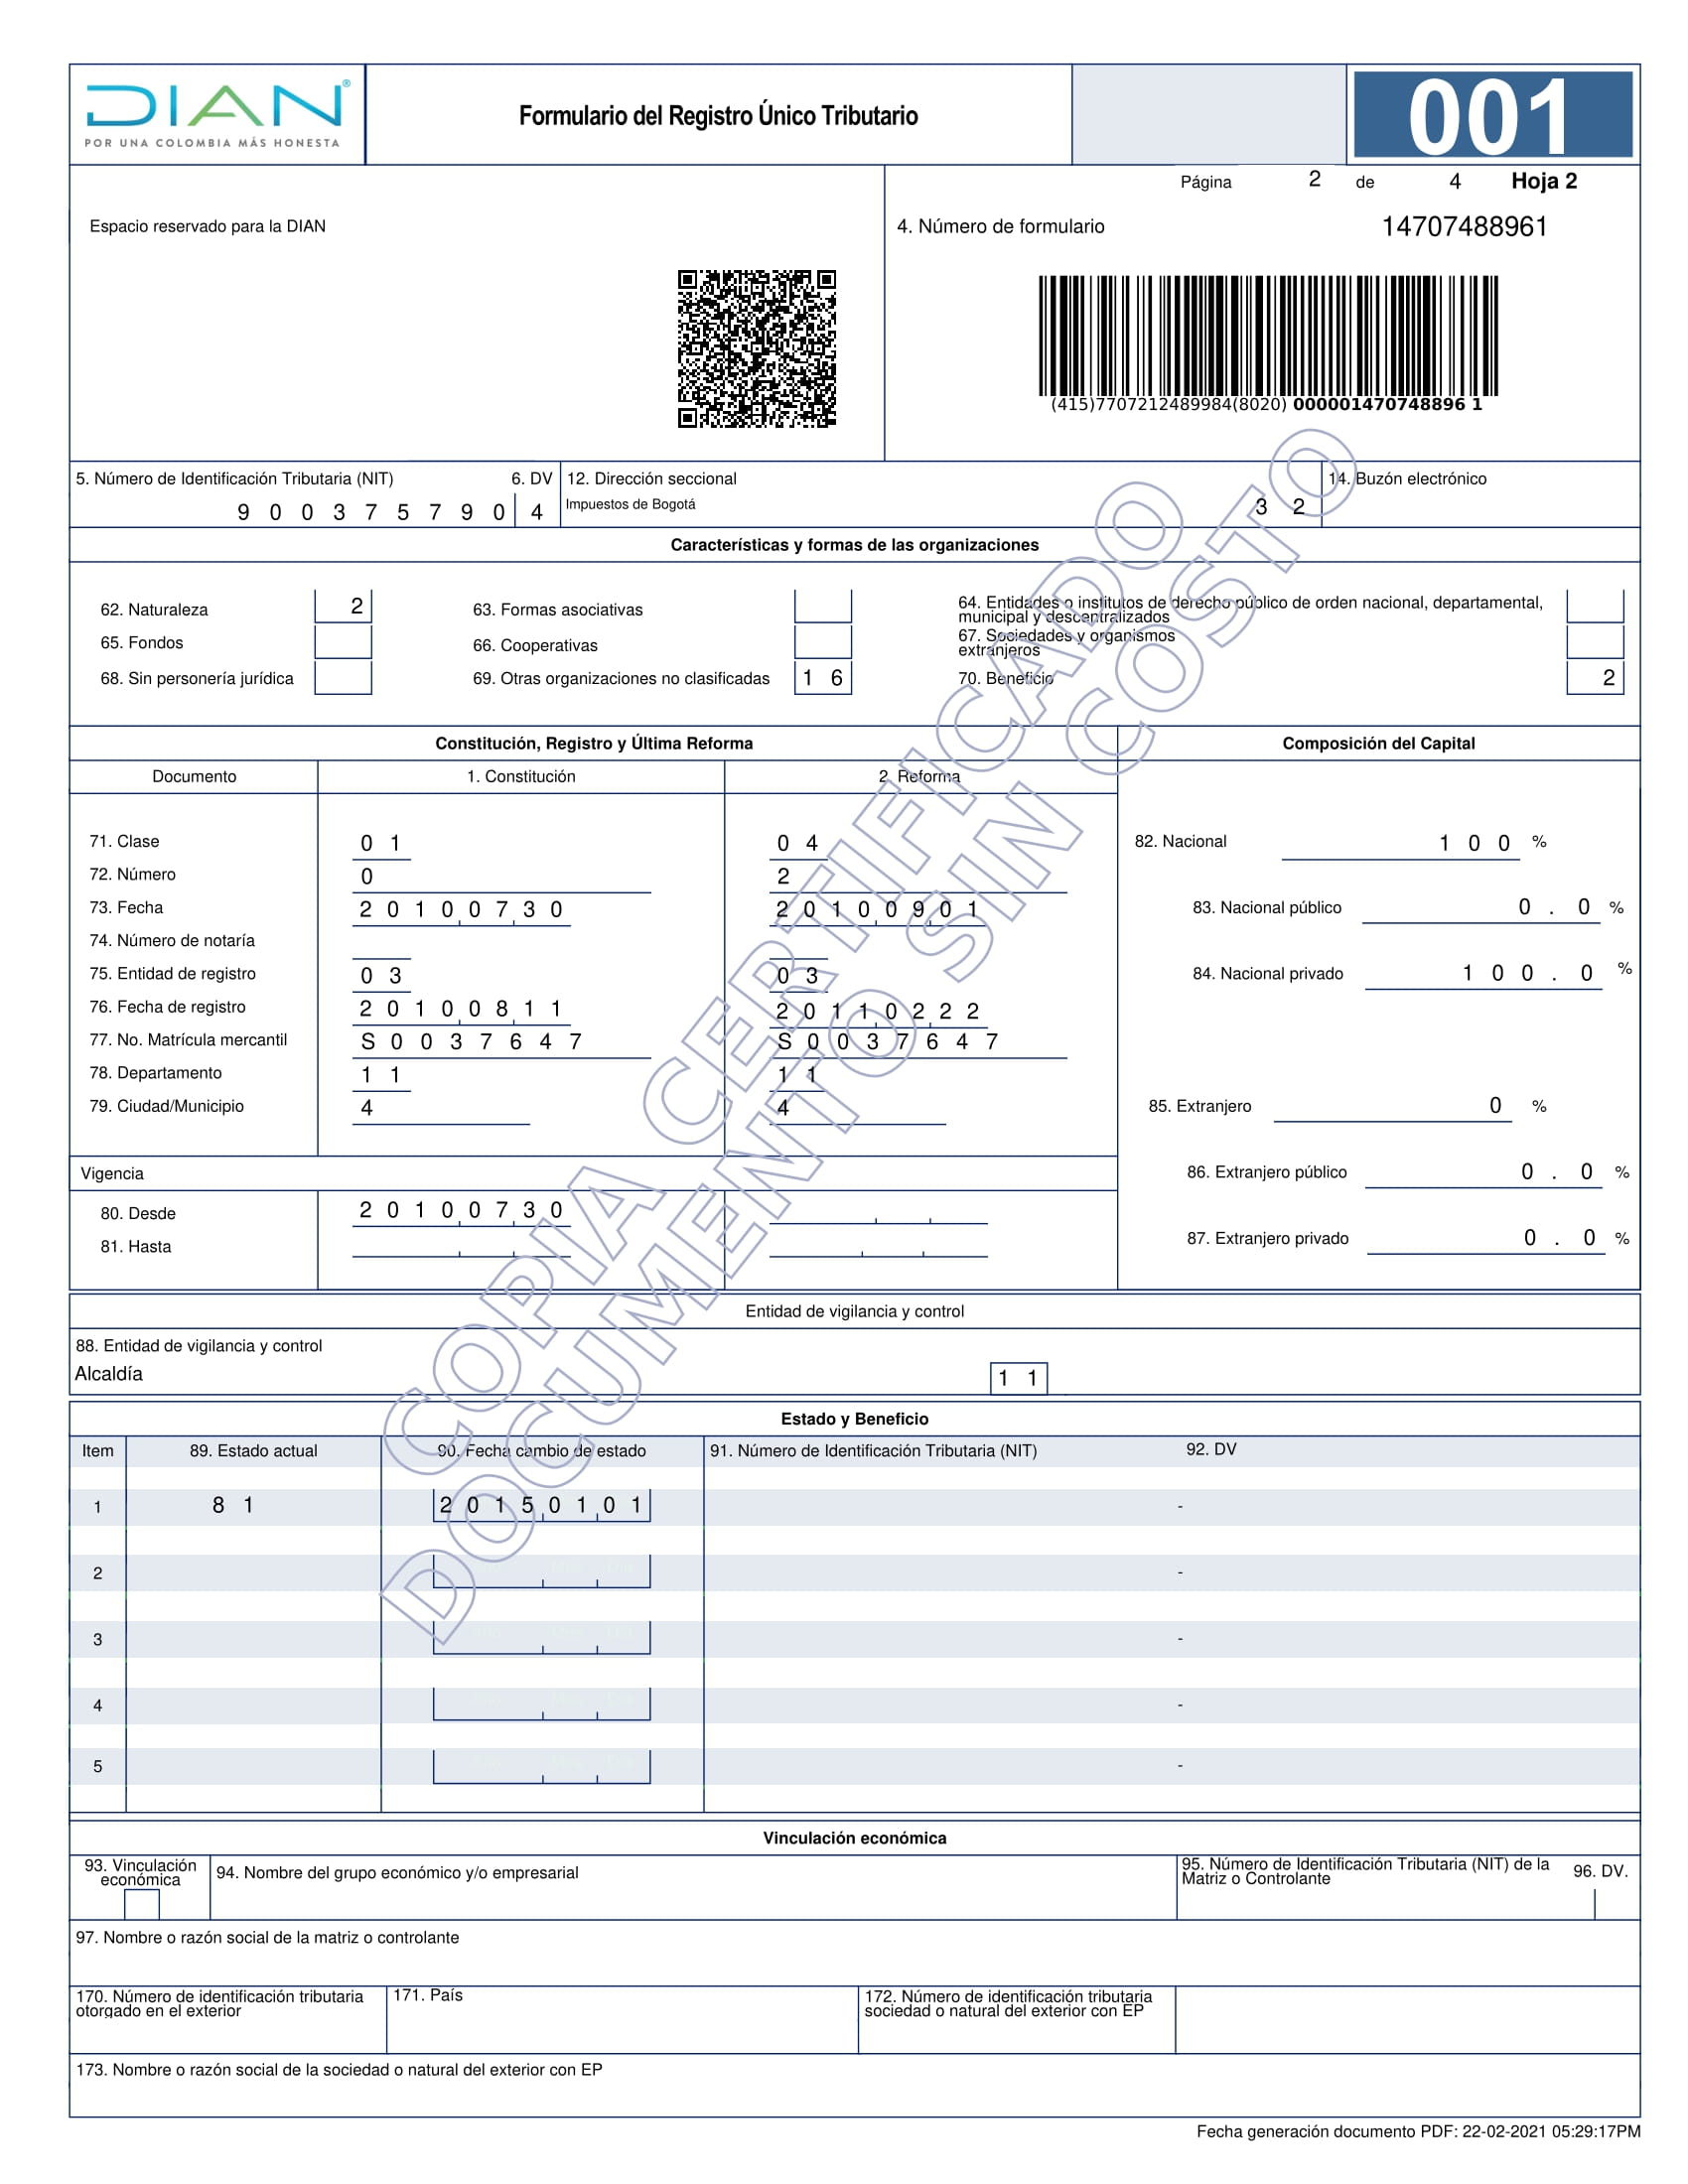 DIAN®
POR UNA COLOMBIA MÁS HONESTA
Formulario del Registro Único Tributario
001
Página 2 de 4 Hoja 2
Espacio reservado para la DIAN
4. Número de formulario 14707488961
(415)7707212489984(8020) 000001470748896 1
5. Número de Identificación Tributaria (NIT) 6. DV 12. Dirección seccional 14. Buzón electrónico
9 0 0 3 7 5 7 9 0 4 Impuestos de Bogotá 3 2
Características y formas de las organizaciones
62. Naturaleza 2 63. Formas asociativas 64. Entidades o institutos de derecho público de orden nacional, departamental,
municipal y descentralizados
65. Fondos 66. Cooperativas 67. Sociedades y organismos
extranjeros
68. Sin personería jurídica 69. Otras organizaciones no clasificadas 1 6 70. Beneficio 2
Constitución, Registro y Última Reforma Composición del Capital
Documento 1. Constitución 2. Reforma
71. Clase 0 1 0 4 82. Nacional 1 0 0 %
72. Número 0 2
73. Fecha 2 0 1 0 0 7 3 0 2 0 1 0 0 9 0 1 83. Nacional público 0 . 0 %
74. Número de notaría
75. Entidad de registro 0 3 0 3 84. Nacional privado 1 0 0 . 0 %
76. Fecha de registro 2 0 1 0 0 8 1 1 2 0 1 1 0 2 2 2
77. No. Matrícula mercantil S 0 0 3 7 6 4 7 S 0 0 3 7 6 4 7
78. Departamento 1 1 1 1
79. Ciudad/Municipio 4 4 85. Extranjero 0 %
Vigencia 86. Extranjero público 0 . 0 %
80. Desde 2 0 1 0 0 7 3 0
81. Hasta 87. Extranjero privado 0 . 0 %
Entidad de vigilancia y control
88. Entidad de vigilancia y control
Alcaldía 1 1
Estado y Beneficio
Item 89. Estado actual 90. Fecha cambio de estado 91. Número de Identificación Tributaria (NIT) 92. DV
1 8 1 2 0 1 5 0 1 0 1 -
2 -
3 -
4 -
5 -
Vinculación económica
93. Vinculación
económica
94. Nombre del grupo económico y/o empresarial
95. Número de Identificación Tributaria (NIT) de la
Matriz o Controlante
96. DV.
97. Nombre o razón social de la matriz o controlante
170. Número de identificación tributaria
otorgado en el exterior
171. País
172. Número de identificación tributaria
sociedad o natural del exterior con EP
173. Nombre o razón social de la sociedad o natural del exterior con EP
Fecha generación documento PDF: 22-02-2021 05:29:17PM
COPIA CERTIFICADO
DOCUMENTO SIN COSTO